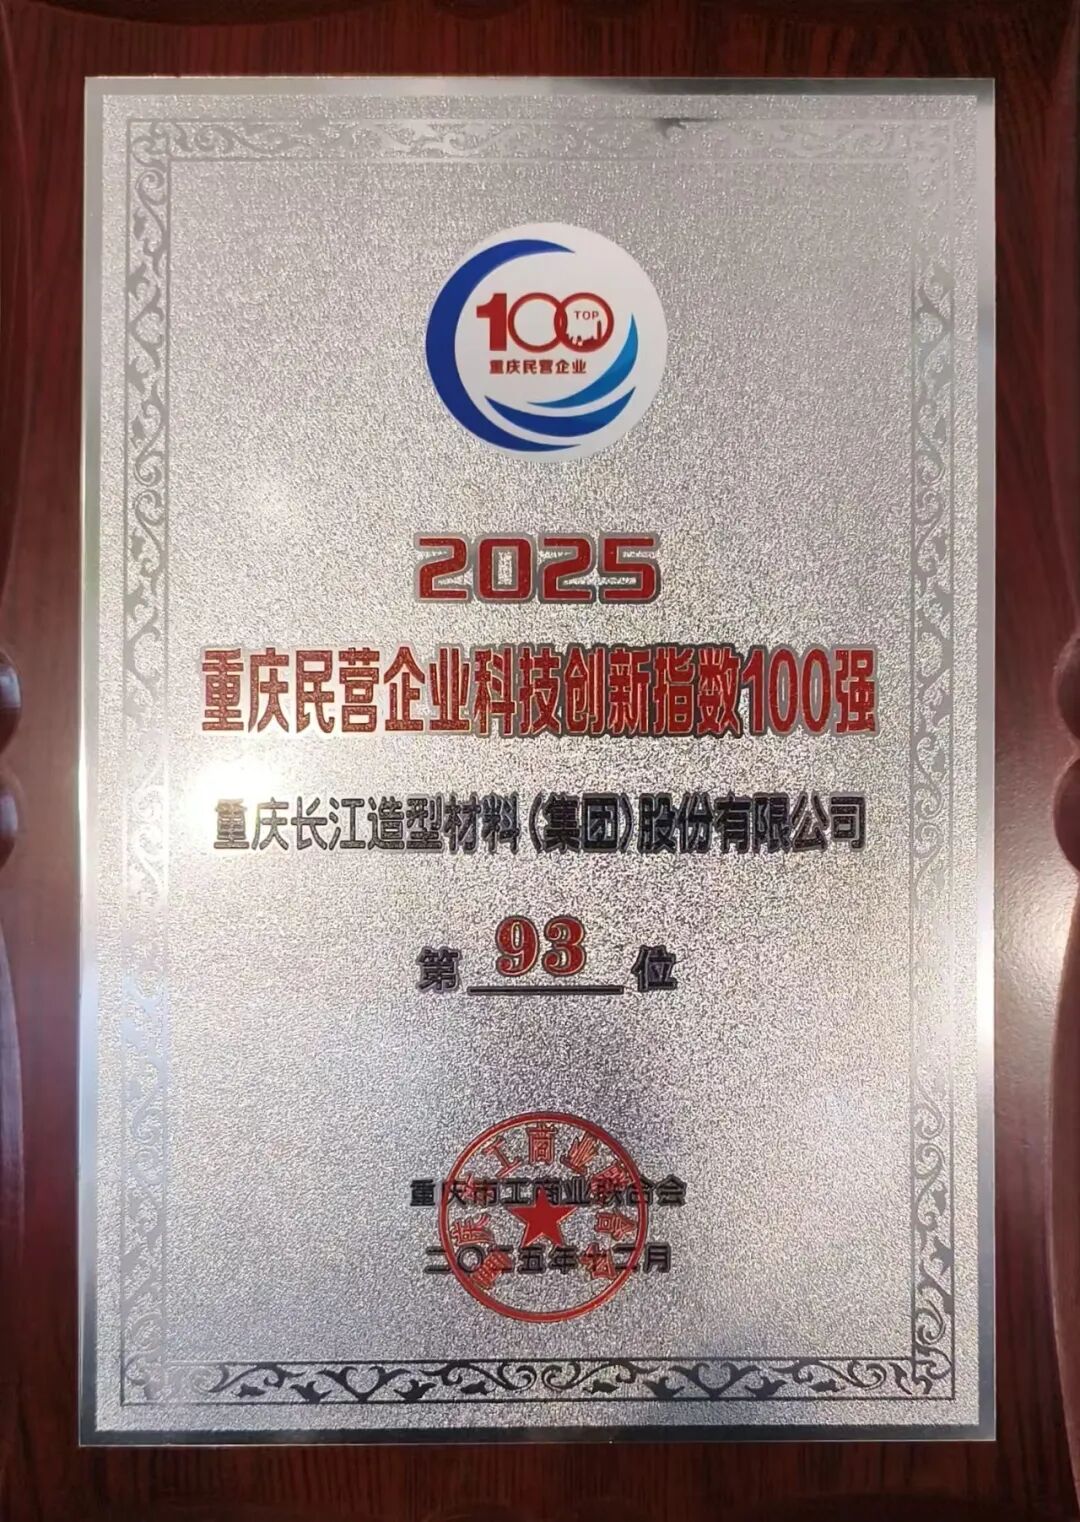 100
TOP
重庆民营企业
2025
重庆民营企业科技创新指数100强
重庆长江造型材料(集团)股份有限公司
第 93 位
重庆市工商业联合会
二〇二五年十二月